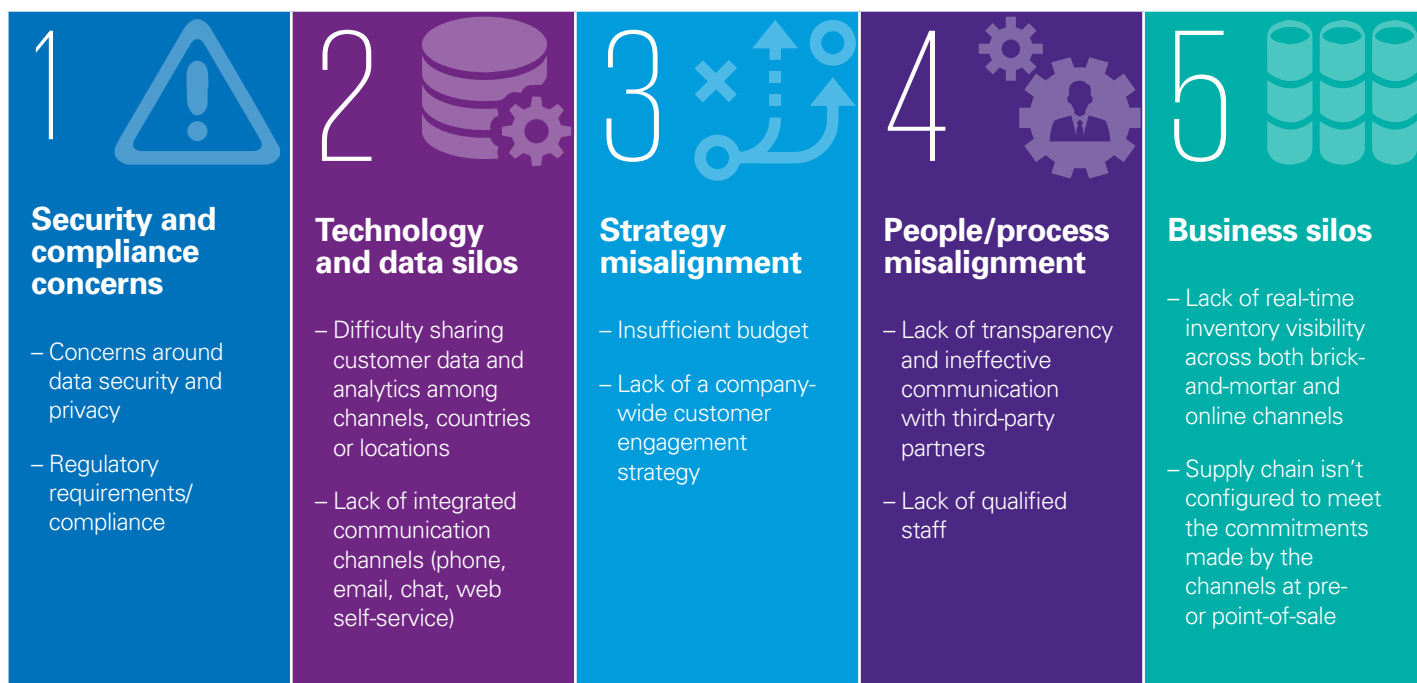 1
Security and
compliance
concerns
– Concerns around
data security and
privacy
– Regulatory
requirements/
compliance
2
Technology
and data silos
– Difficulty sharing
customer data and
analytics among
channels, countries
or locations
– Lack of integrated
communication
channels (phone,
email, chat, web
self-service)
3
Strategy
misalignment
– Insufficient budget
– Lack of a company-
wide customer
engagement
strategy
4
People/process
misalignment
– Lack of transparency
and ineffective
communication
with third-party
partners
– Lack of qualified
staff
5
Business silos
– Lack of real-time
inventory visibility
across both brick-
and-mortar and
online channels
– Supply chain isn’t
configured to meet
the commitments
made by the
channels at pre-
or point-of-sale